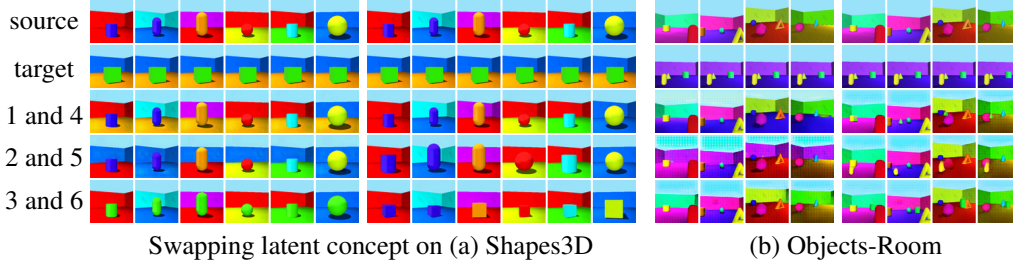 source
target
1 and 4
2 and 5
3 and 6
Swapping latent concept on (a) Shapes3D
(b) Objects-Room